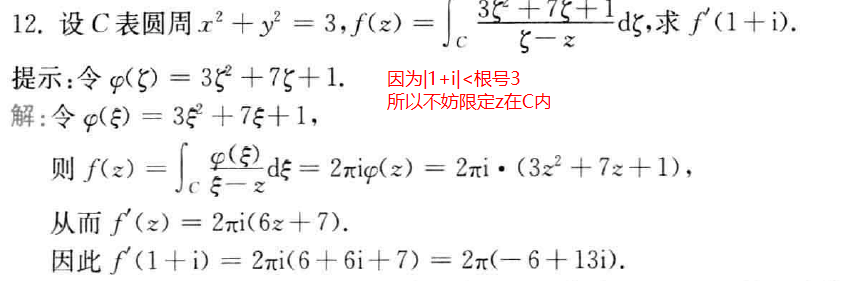 12. 设 C 表圆周 x² + y² = 3, f(z) = ∫_C (3ζ² + 7ζ + 1)/(ζ − z) dζ, 求 f′(1 + i).
提示: 令 φ(ζ) = 3ζ² + 7ζ + 1.
因为|1+i|<根号3
所以不妨限定z在C内
解: 令 φ(ξ) = 3ξ² + 7ξ + 1,
则 f(z) = ∫_C φ(ξ)/(ξ − z) dξ = 2πiφ(z) = 2πi • (3z² + 7z + 1),
从而 f′(z) = 2πi(6z + 7).
因此 f′(1 + i) = 2πi(6 + 6i + 7) = 2π(− 6 + 13i).